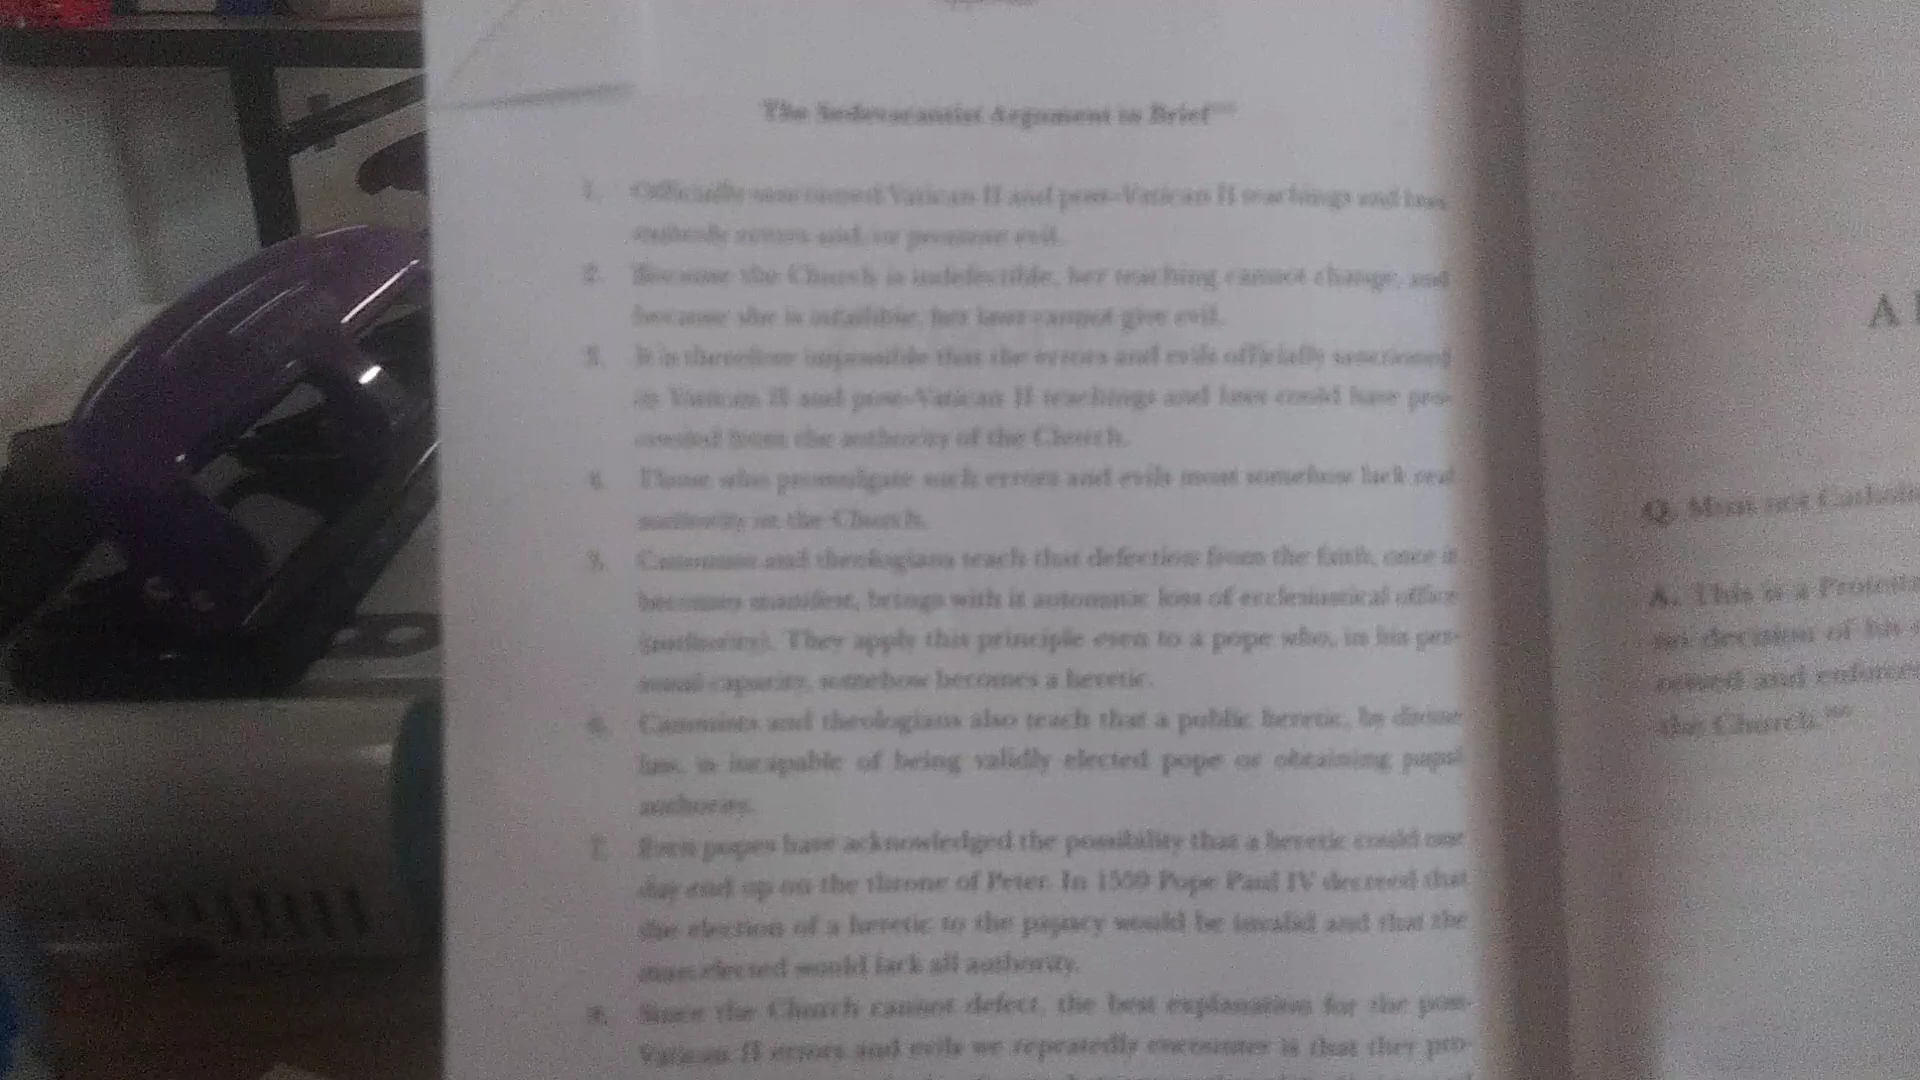 The Sedevacantist Argument in Brief
1. Officially sanctioned Vatican II and post-Vatican II teachings and laws
embody errors and/or promote evil.
2. Because the Church is indefectible, her teaching cannot change, and
because she is infallible, her laws cannot give evil.
3. It is therefore impossible that the errors and evils officially sanctioned
in Vatican II and post-Vatican II teachings and laws could have pro-
ceeded from the authority of the Church.
4. Those who promulgate such errors and evils must somehow lack real
authority in the Church.
5. Canonists and theologians teach that defection from the faith, once it
becomes manifest, brings with it automatic loss of ecclesiastical office
(authority). They apply this principle even to a pope who, in his per-
sonal capacity, somehow becomes a heretic.
6. Canonists and theologians also teach that a public heretic, by divine
law, is incapable of being validly elected pope or obtaining papal
authority.
7. Even popes have acknowledged the possibility that a heretic could one
day end up on the throne of Peter. In 1559 Pope Paul IV decreed that
the election of a heretic to the papacy would be invalid and that the
man elected would lack all authority.
8. Since the Church cannot defect, the best explanation for the post-
Vatican II errors and evils we repeatedly encounter is that they pro-
A
Q. Must not
A. This is a
decision of his
and
the Church.